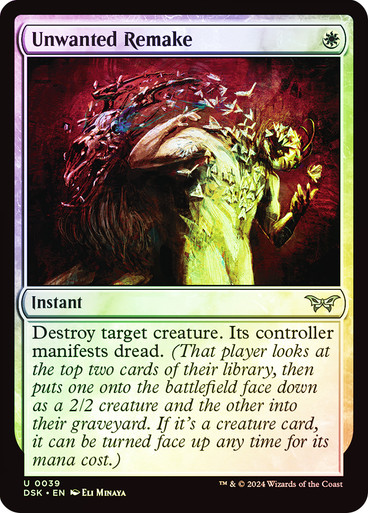 Unwanted Remake
Instant
Destroy target creature. Its controller
manifests dread. (That player looks at
the top two cards of their library, then
puts one onto the battlefield face down
as a 2/2 creature and the other into
their graveyard. If it's a creature card,
it can be turned face up any time for its
mana cost.)
U 0039
DSK • EN Eli Minaya
™ & © 2024 Wizards of the Coast